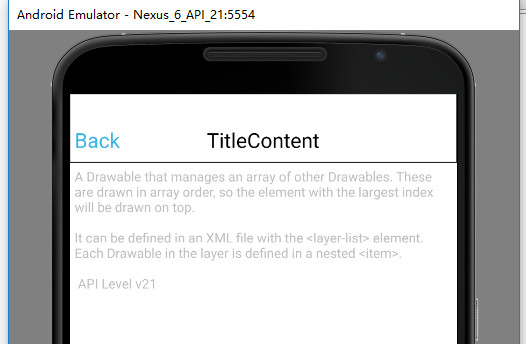 Android Emulator - Nexus_6_API_21:5554
Back TitleContent
A Drawable that manages an array of other Drawables. These
are drawn in array order, so the element with the largest index
will be drawn on top.
It can be defined in an XML file with the <layer-list> element.
Each Drawable in the layer is defined in a nested <item>.
API Level v21